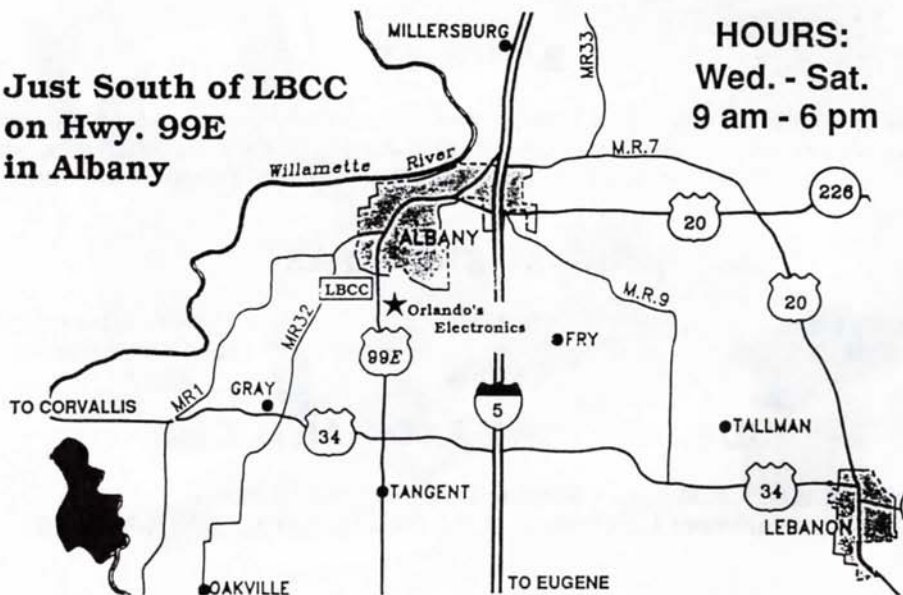 Just South of LBCC
on Hwy. 99E
in Albany
HOURS:
Wed. - Sat.
9 am - 6 pm
MILLERSBURG
MR33
Willamette River
M.R.7
226
20
ALBANY
LBCC
Orlando's
Electronics
M.R.9
20
MR32
99E
FRY
MR1
GRAY
5
TO CORVALLIS
34
TALLMAN
TANGENT
34
LEBANON
OAKVILLE
TO EUGENE